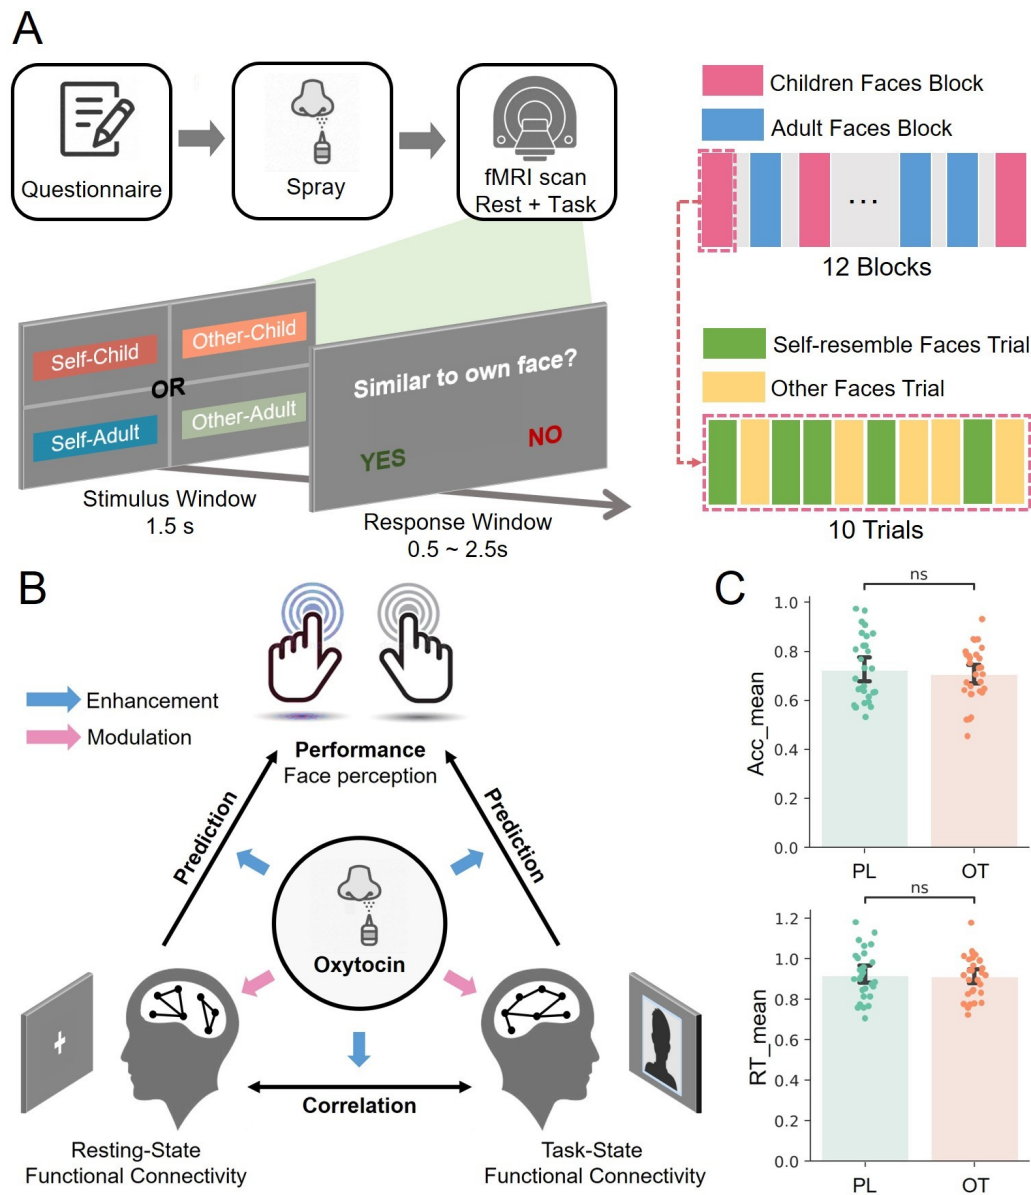 A
Questionnaire
Spray
fMRI scan
Rest + Task
Children Faces Block
Adult Faces Block
...
12 Blocks
Self-resemble Faces Trial
Other Faces Trial
10 Trials
Self-Child
Other-Child
OR
Self-Adult
Other-Adult
Similar to own face?
YES
NO
Stimulus Window
1.5 s
Response Window
0.5 ~ 2.5s
B
Enhancement
Modulation
Performance
Face perception
Prediction
Prediction
Oxytocin
Correlation
Resting-State
Functional Connectivity
Task-State
Functional Connectivity
C
ns
1.0
0.8
0.6
0.4
0.2
0.0
Acc_mean
PL
OT
ns
1.2
1.0
0.8
0.6
0.4
0.2
0.0
RT_mean
PL
OT